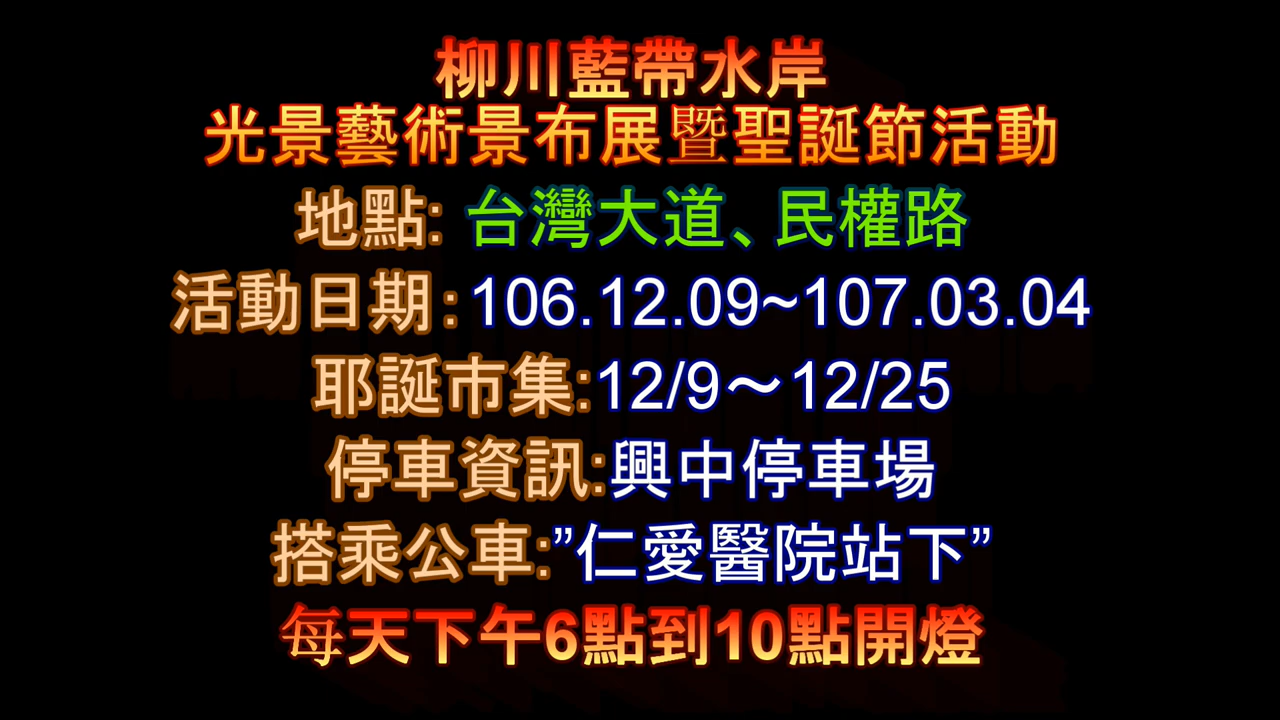 柳川藍帶水岸
光景藝術景布展暨聖誕節活動
地點: 台灣大道、民權路
活動日期:106.12.09~107.03.04
耶誕市集:12/9～12/25
停車資訊:興中停車場
搭乘公車:”仁愛醫院站下”
每天下午6點到10點開燈